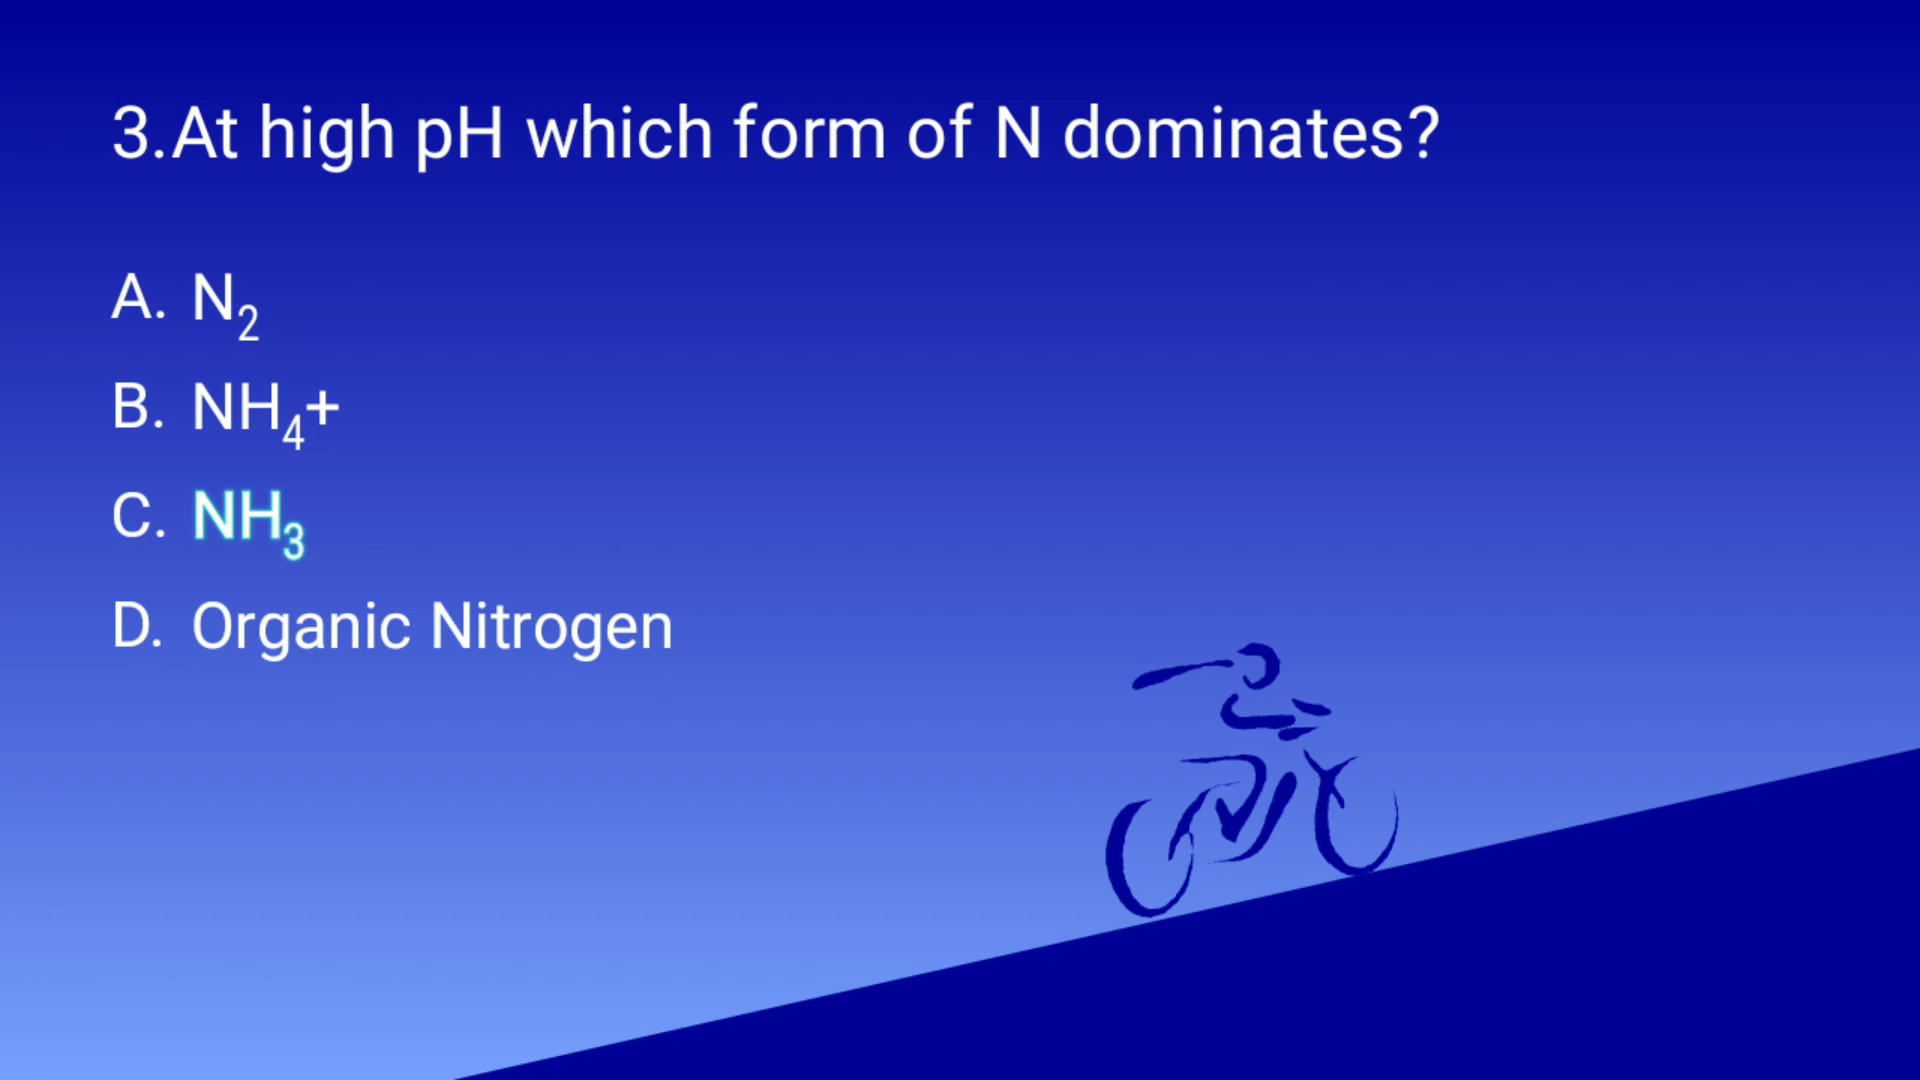 3.At high pH which form of N dominates?
A. N₂
B. NH₄+
C. NH₃
D. Organic Nitrogen